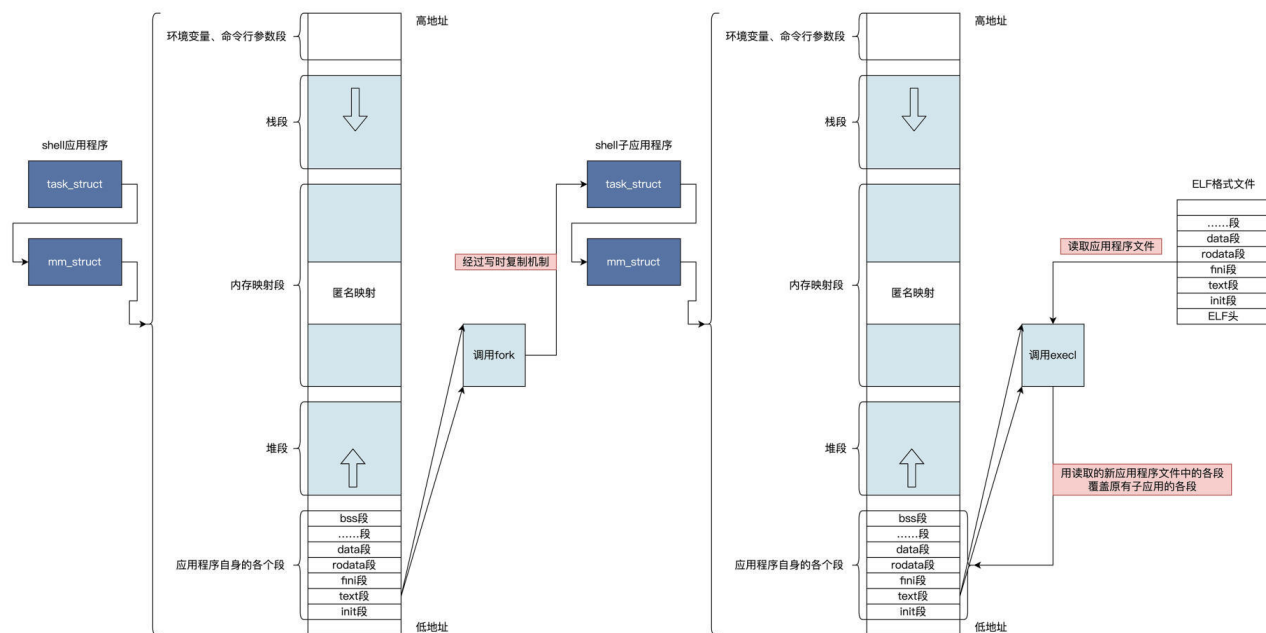 高地址
环境变量、命令行参数段
栈段
shell应用程序
task_struct
mm_struct
内存映射段
匿名映射
经过写时复制机制
调用fork
堆段
bss段
……段
data段
应用程序自身的各个段
rodata段
fini段
text段
init段
低地址
高地址
环境变量、命令行参数段
栈段
shell子应用程序
task_struct
mm_struct
内存映射段
匿名映射
ELF格式文件
……段
data段
rodata段
fini段
text段
init段
ELF头
读取应用程序文件
调用execl
堆段
用读取的新应用程序文件中的各段
覆盖原有子应用的各段
bss段
……段
data段
应用程序自身的各个段
rodata段
fini段
text段
init段
低地址